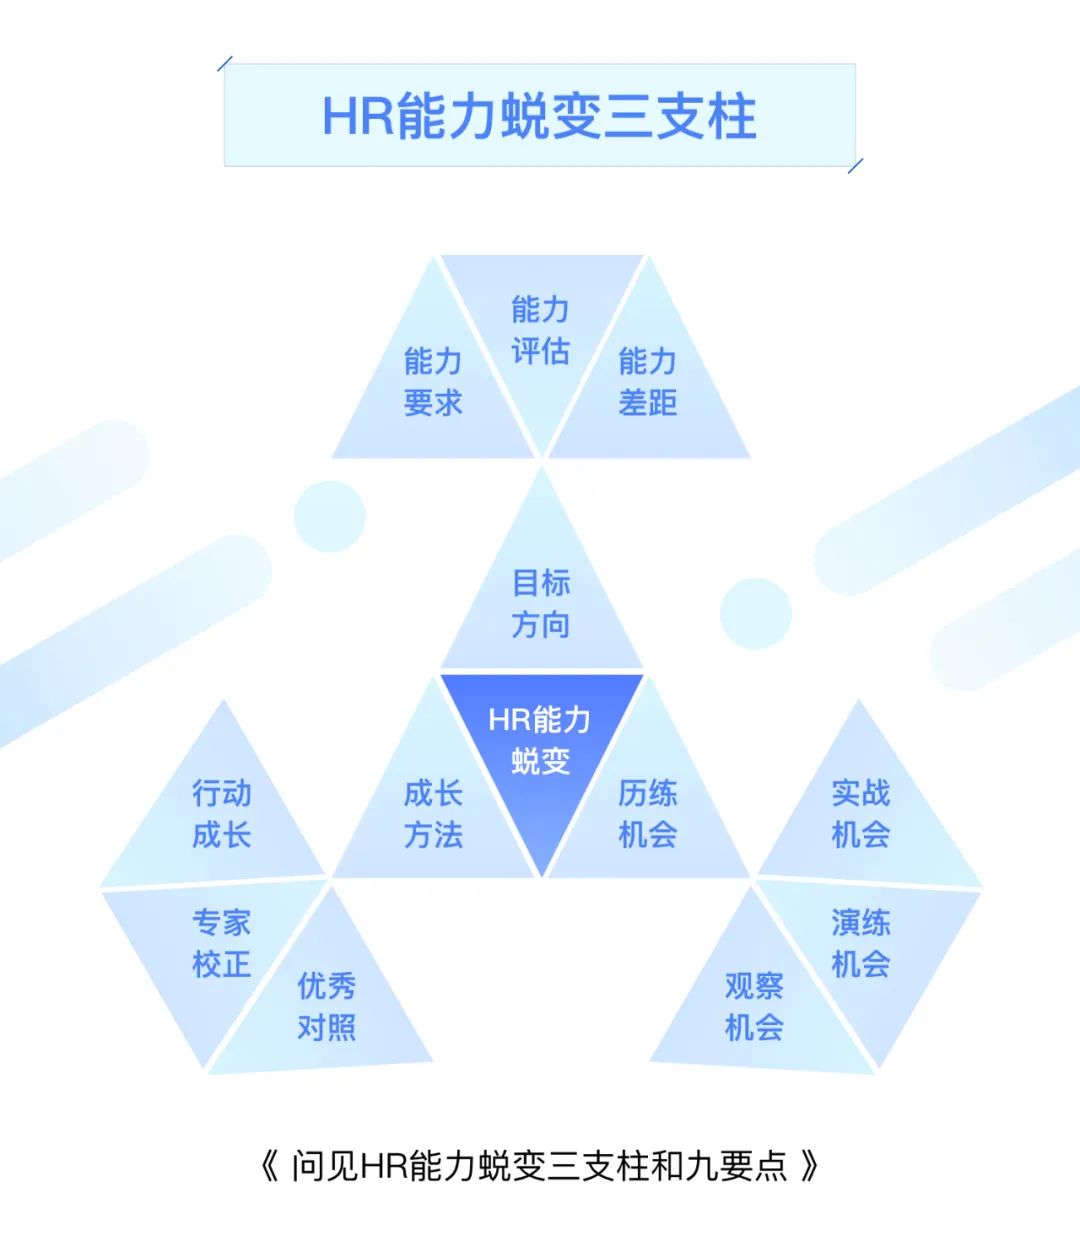 HR能力蜕变三支柱
能力
评估
能力
要求
能力
差距
目标
方向
HR能力
蜕变
成长
方法
历练
机会
行动
成长
专家
校正
优秀
对照
实战
机会
演练
机会
观察
机会
《 问见HR能力蜕变三支柱和九要点 》